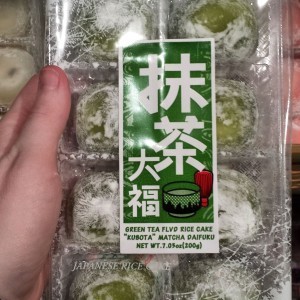 抹茶大福
GREEN TEA FLVD RICE CAKE
"KUBOTA" MATCHA DAIFUKU
NET WT.7.03oz(200g)
JAPANESE RICE CAKE